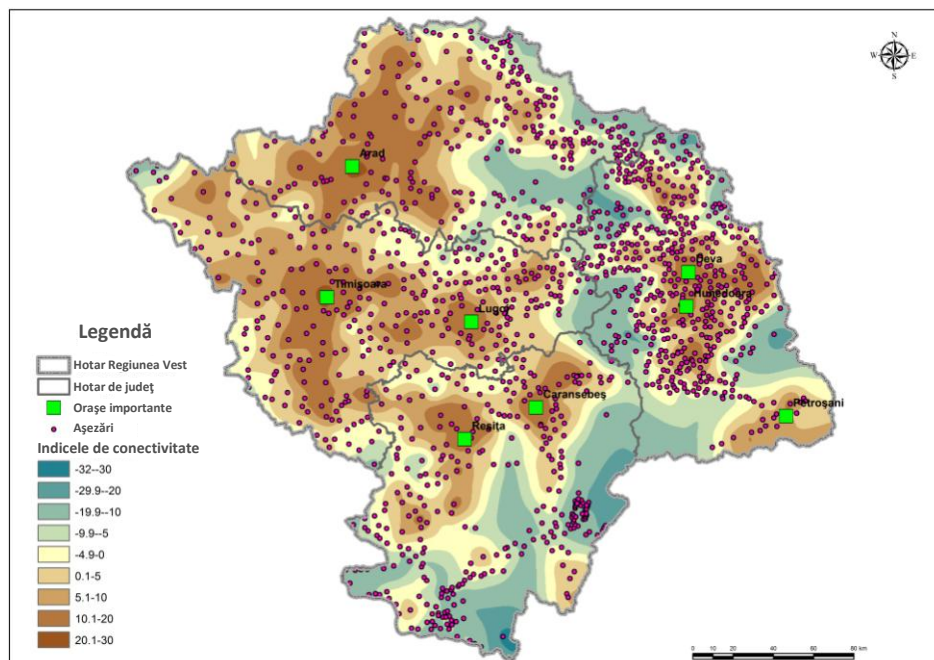 N
W E
S
Arad
Deva
Hunedoara
Timişoara
Lugoj
Legendă
Hotar Regiunea Vest
Hotar de judeţ
Oraşe importante
Aşezări
Caransebeş
Petroşani
Reşiţa
Indicele de conectivitate
-32--30
-29.9--20
-19.9--10
-9.9--5
-4.9-0
0.1-5
5.1-10
10.1-20
20.1-30
0 10 20 40 60 80 km